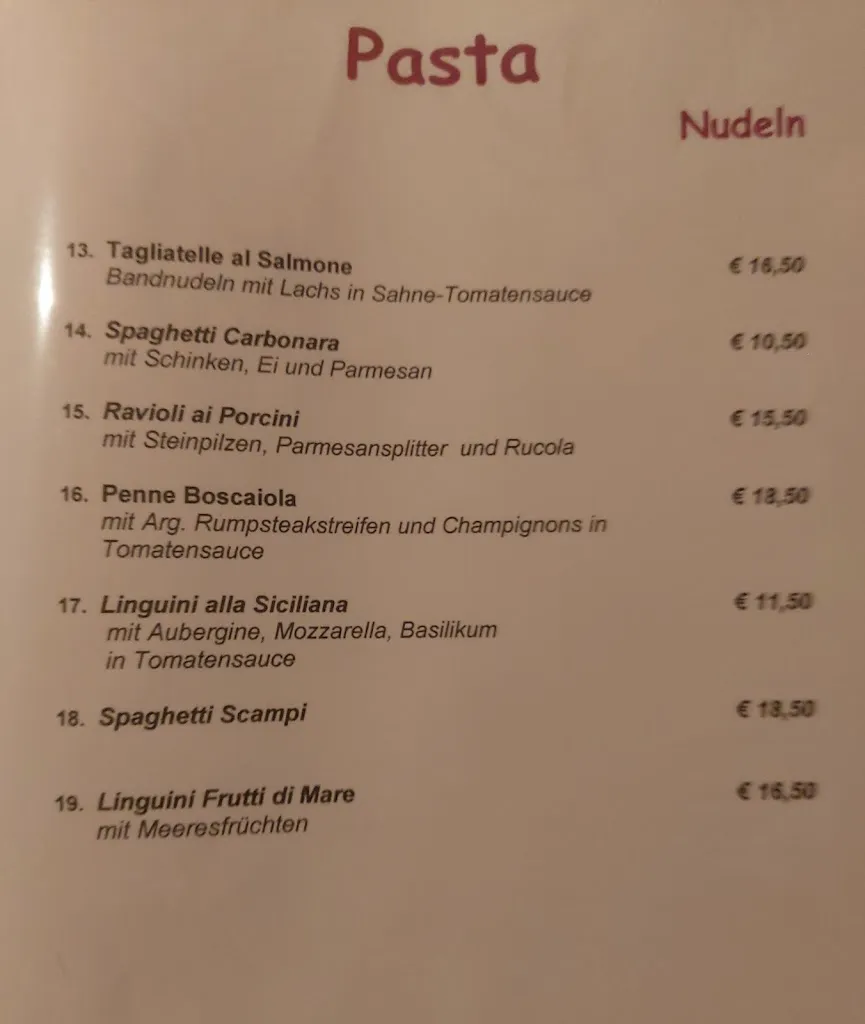 Pasta
Nudeln
13. Tagliatelle al Salmone € 16,50
Bandnudeln mit Lachs in Sahne-Tomatensauce
14. Spaghetti Carbonara € 10,50
mit Schinken, Ei und Parmesan
15. Ravioli ai Porcini € 15,50
mit Steinpilzen, Parmesansplitter und Rucola
16. Penne Boscaiola € 18,50
mit Arg. Rumpsteakstreifen und Champignons in
Tomatensauce
17. Linguini alla Siciliana € 11,50
mit Aubergine, Mozzarella, Basilikum
in Tomatensauce
18. Spaghetti Scampi € 18,50
19. Linguini Frutti di Mare € 16,50
mit Meeresfrüchten